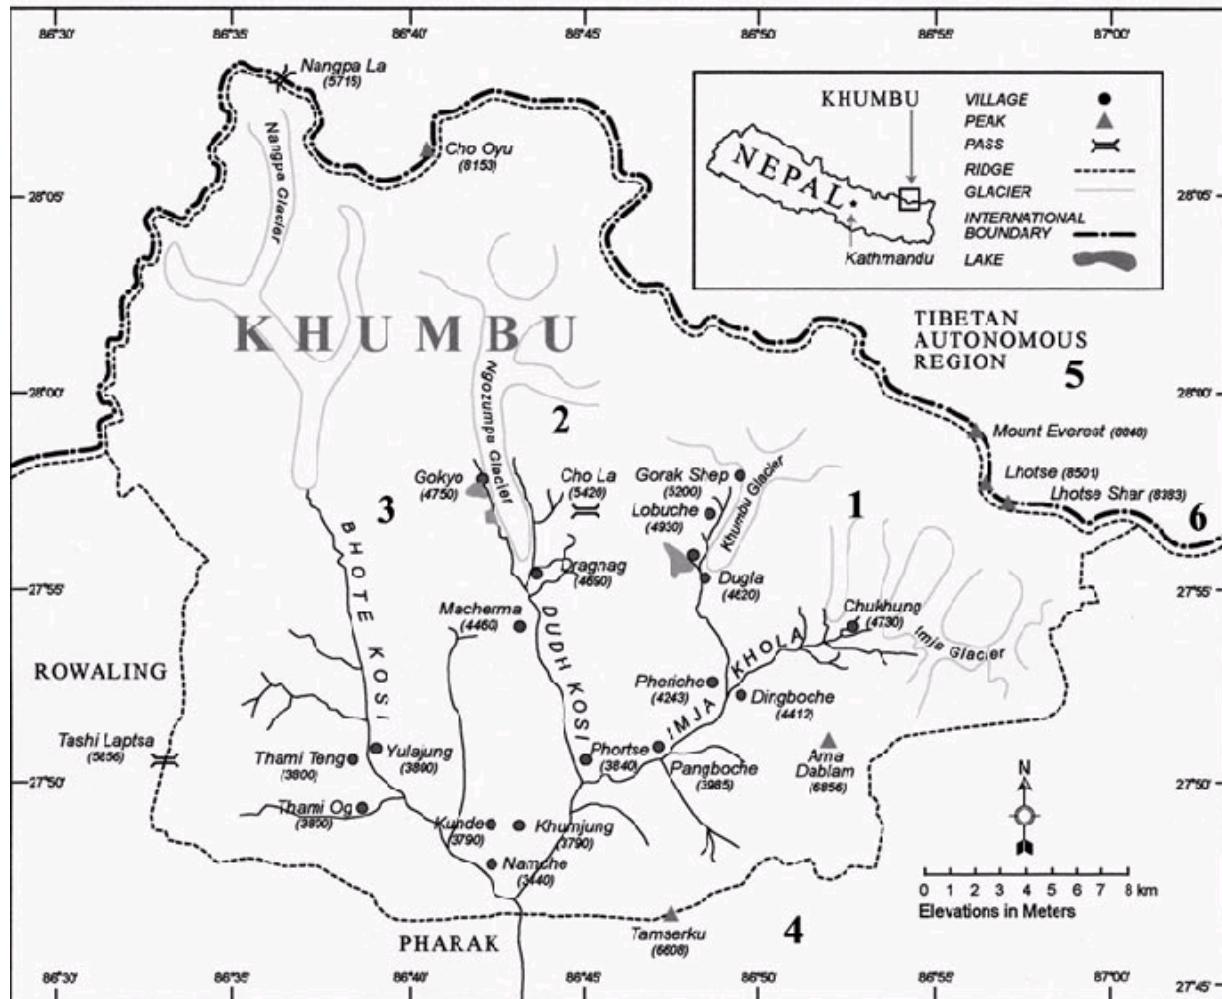 86°30'
86°35'
86°40'
86°45'
86°50'
86°55'
87°00'
87°03'
Nangpa La
(5715)
Nangpa Glacier
Cho Oyu
(8153)
KHUMBU
NEPAL
Kathmandu
VILLAGE
PEAK
PASS
RIDGE
GLACIER
INTERNATIONAL
BOUNDARY
LAKE
28°05'
28°05'
KHUMBU
TIBETAN
AUTONOMOUS
REGION
5
28°00'
28°00'
Ngozumpa Glacier
2
Mount Everest
Gokyo
(4750)
Cho La
(5420)
Gorak Shep
(5200)
Lobuche
(4930)
Khumbu Glacier
Lhotse (8501)
Lhotse Shar (8383)
3
1
6
BHOTE KOSI
Dragnag
(4690)
Dugla
(4620)
27°55'
27°55'
Macherma
(4460)
DUDH KOSI
Chukhung
(4730)
Imja Glacier
IMJA KHOLA
ROWALING
Pheriche
(4243)
Dingboche
(4412)
Tashi Laptsa
Thami Teng
(3800)
Yulajung
Phortse
(3840)
Pangboche
(3985)
Ama
Dablam
(6856)
27°50'
27°50'
Thami Og
Kunde
(3790)
Khumjung
(3790)
Namche
(3440)
N
0 1 2 3 4 5 6 7 8 km
Elevations in Meters
PHARAK
Tamserku
(6608)
4
86°30'
86°35'
86°40'
86°45'
86°50'
86°55'
87°00'
27°45'